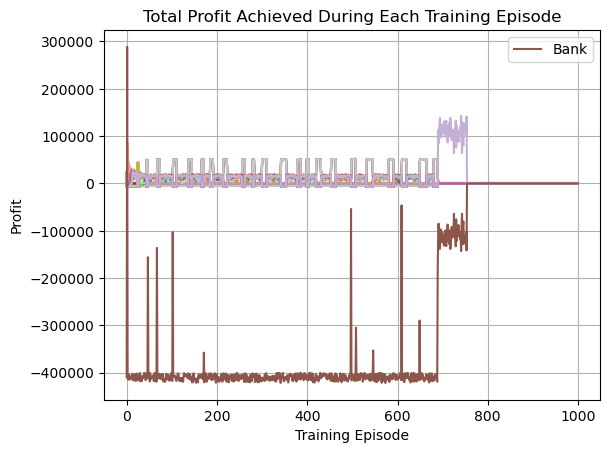 Total Profit Achieved During Each Training Episode
Bank
Profit
300000
200000
100000
0
−100000
−200000
−300000
−400000
0 200 400 600 800 1000
Training Episode